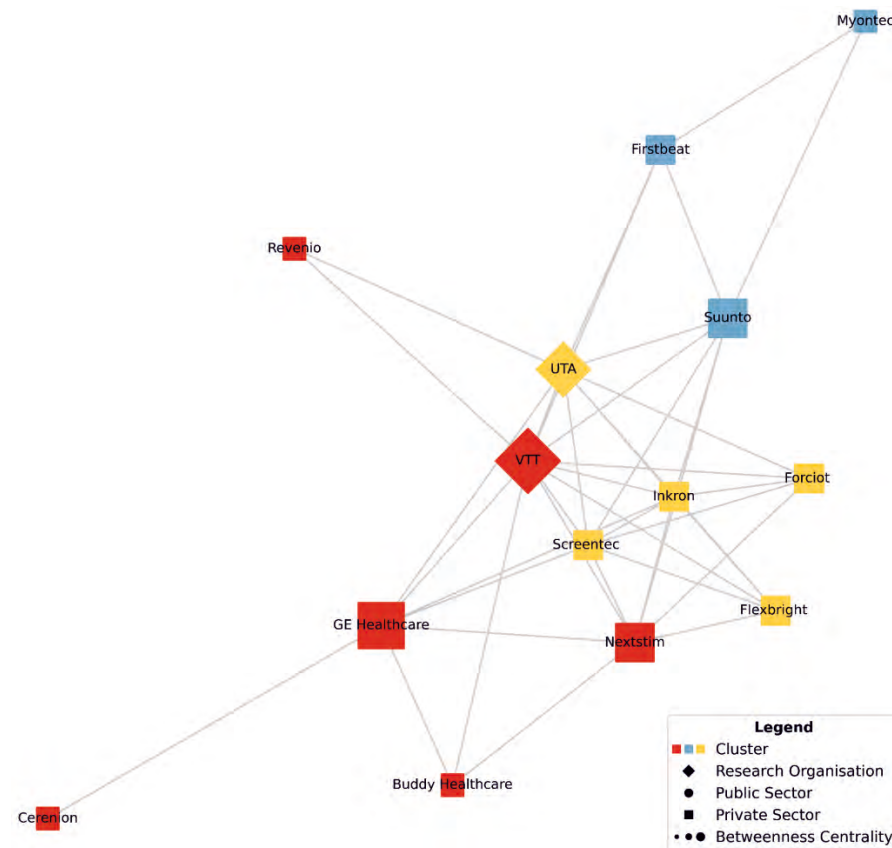 Myontec
Firstbeat
Revenio
Suunto
UTA
VTT
Forciot
Inkron
Screentec
Flexbright
GE Healthcare
Nextstim
Buddy Healthcare
Cerenion
Legend
Cluster
Research Organisation
Public Sector
Private Sector
Betweenness Centrality